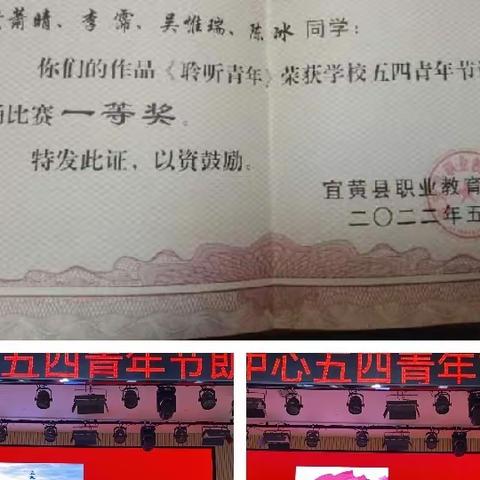 萧晴、李儒、吴惟瑞、陈冰同学:
你们的作品《聆听青年》荣获学校五四青年节
比赛一等奖。
特发此证，以资鼓励。
宜黄县职业教育
二〇二二年五
五四青年节
中心五四青年